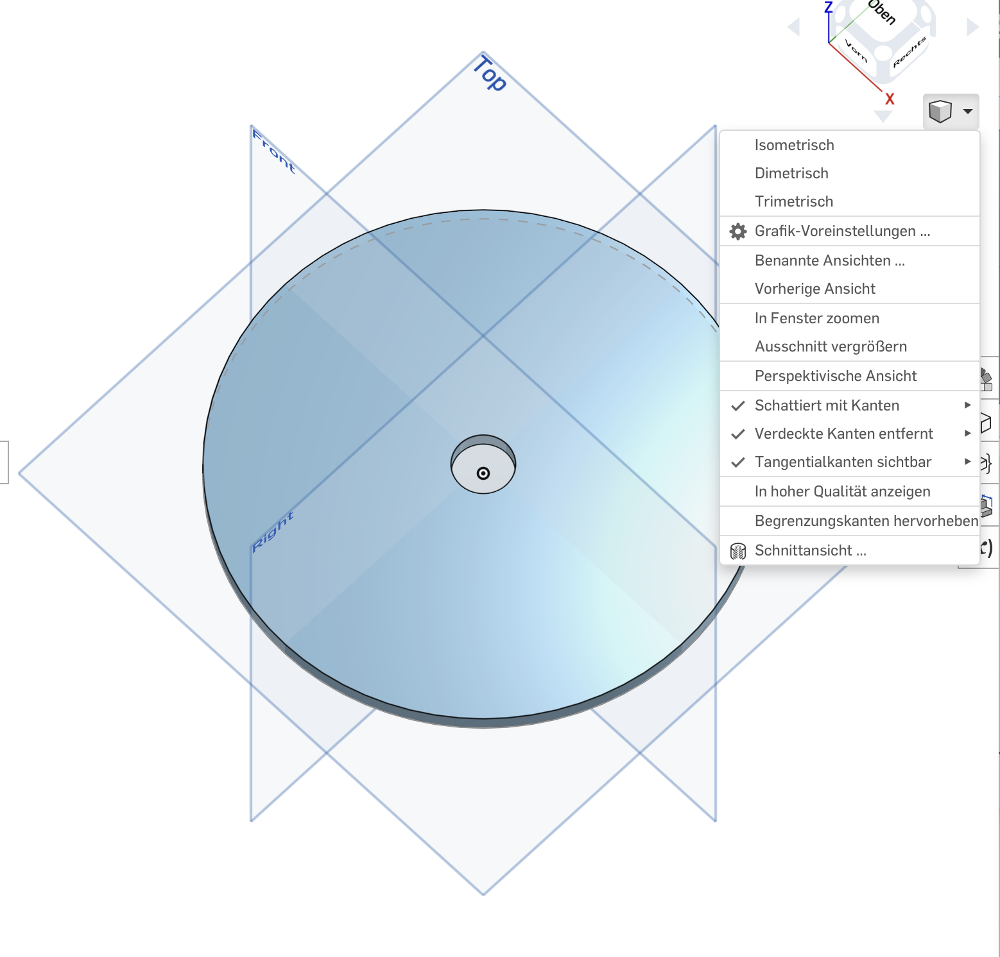 Z
Oben
Vorn
Rechts
X
Top
Front
Right
Isometrisch
Dimetrisch
Trimetrisch
Grafik-Voreinstellungen ...
Benannte Ansichten ...
Vorherige Ansicht
In Fenster zoomen
Ausschnitt vergrößern
Perspektivische Ansicht
Schattiert mit Kanten
Verdeckte Kanten entfernt
Tangentialkanten sichtbar
In hoher Qualität anzeigen
Begrenzungskanten hervorheben
Schnittansicht ...